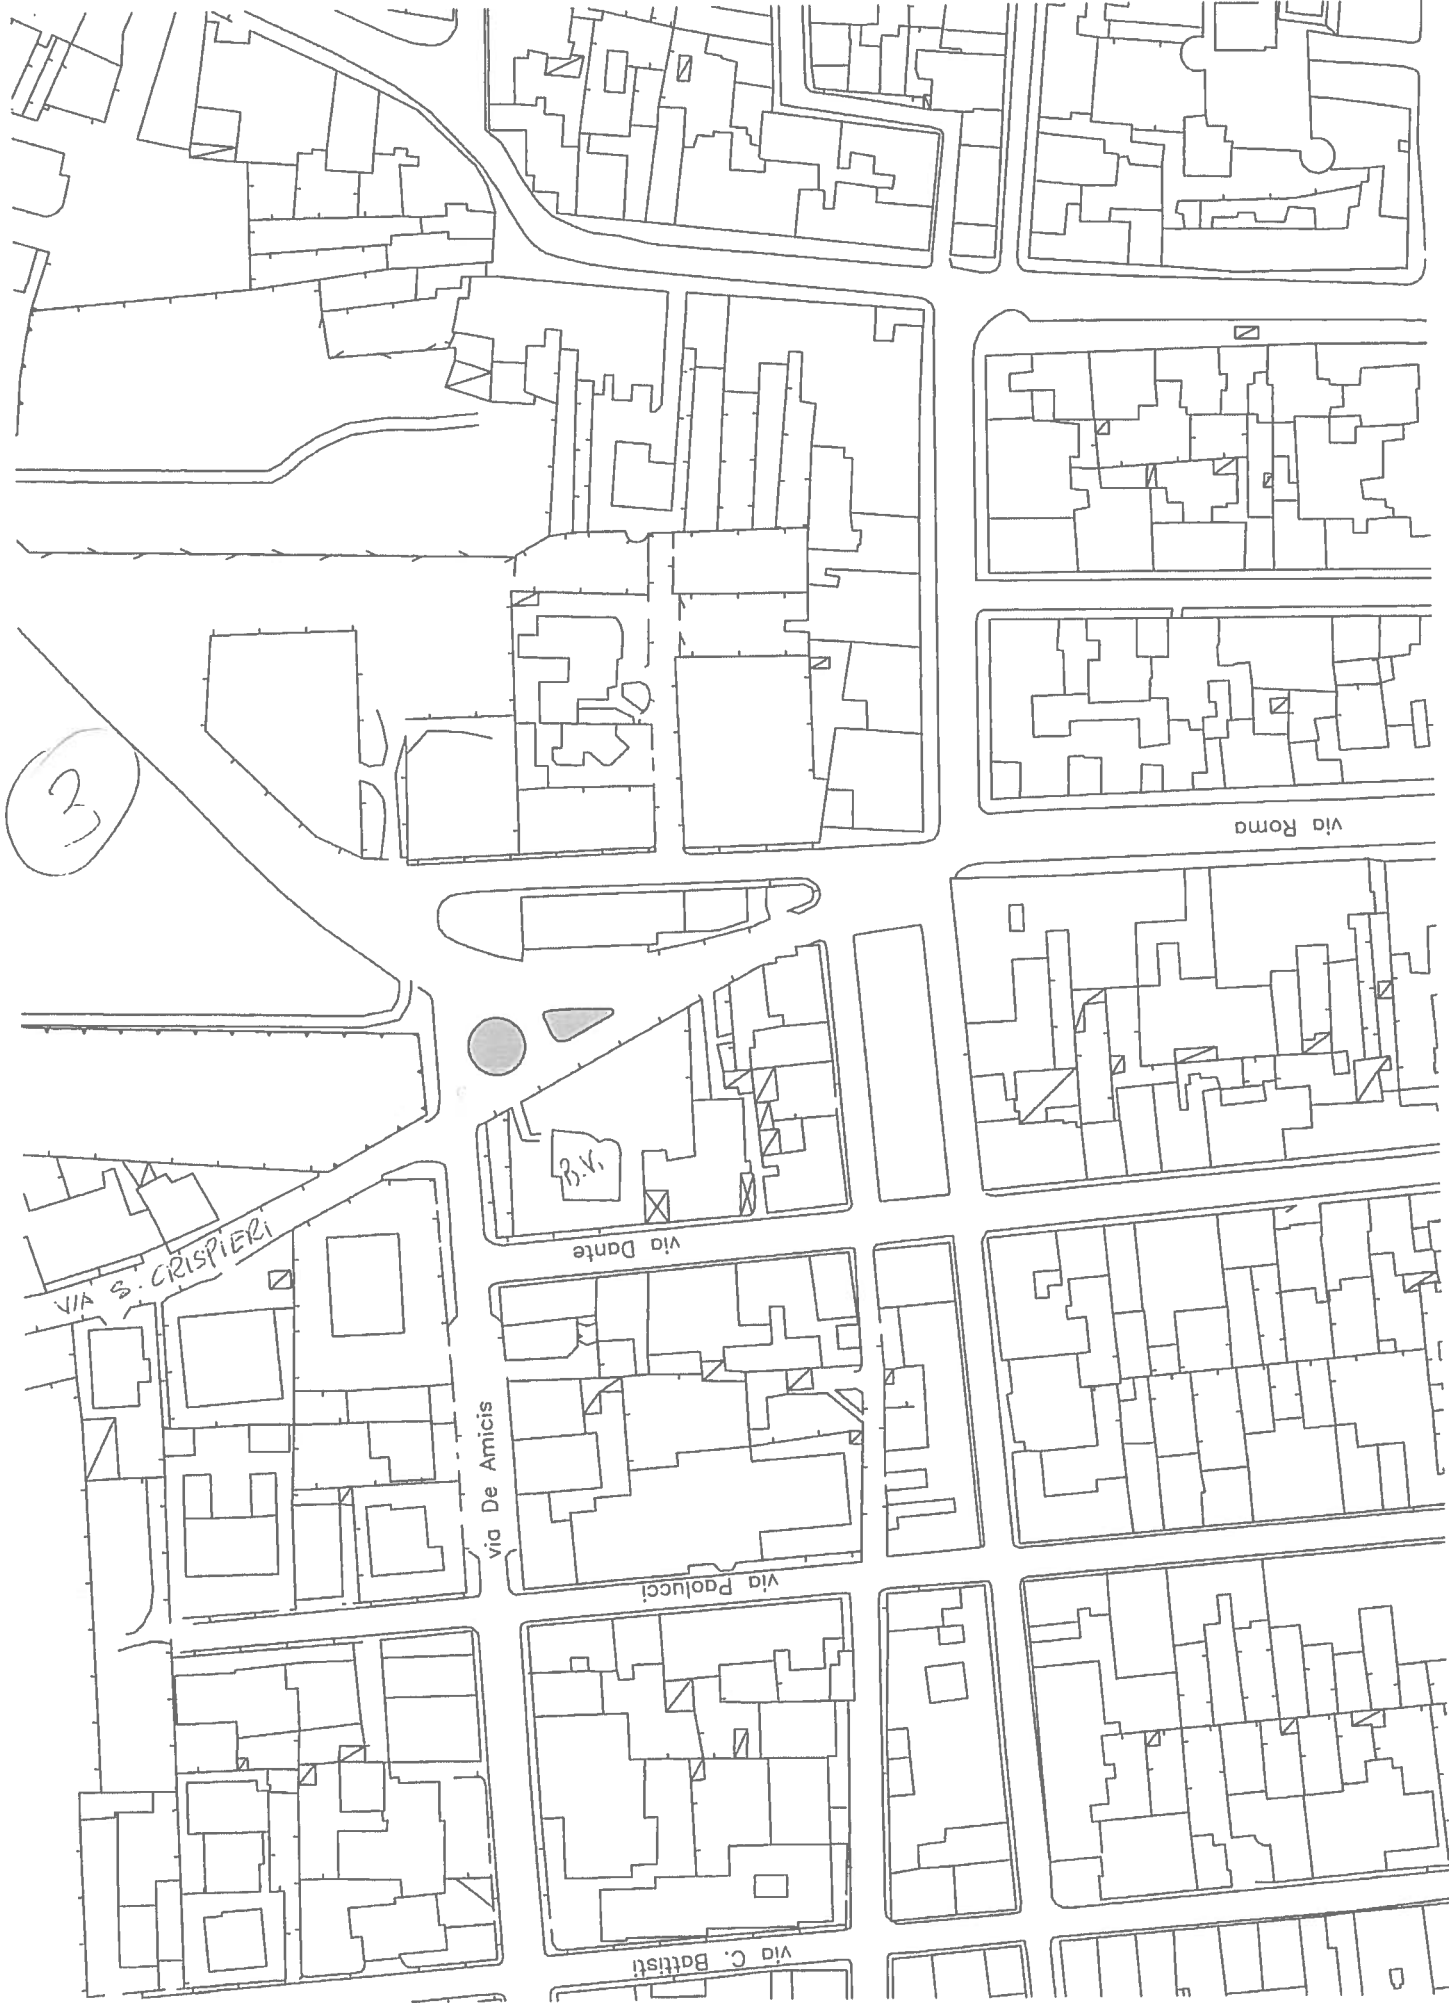 3
via Roma
B.V.
via Dante
VIA S. CRISPIERI
via De Amicis
via Paolucci
via C. Battisti